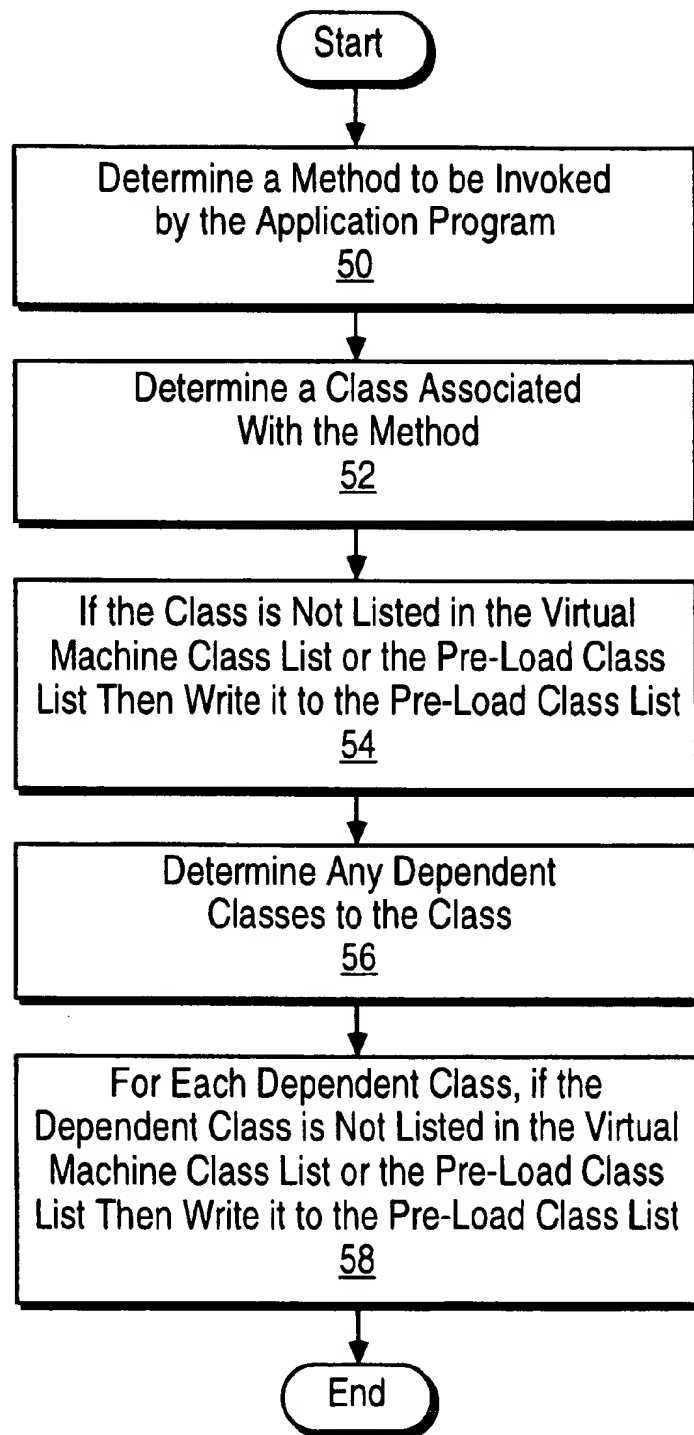 Start
Determine a Method to be Invoked
by the Application Program
50
Determine a Class Associated
With the Method
52
If the Class is Not Listed in the Virtual
Machine Class List or the Pre-Load Class
List Then Write it to the Pre-Load Class List
54
Determine Any Dependent
Classes to the Class
56
For Each Dependent Class, if the
Dependent Class is Not Listed in the Virtual
Machine Class List or the Pre-Load Class
List Then Write it to the Pre-Load Class List
58
End